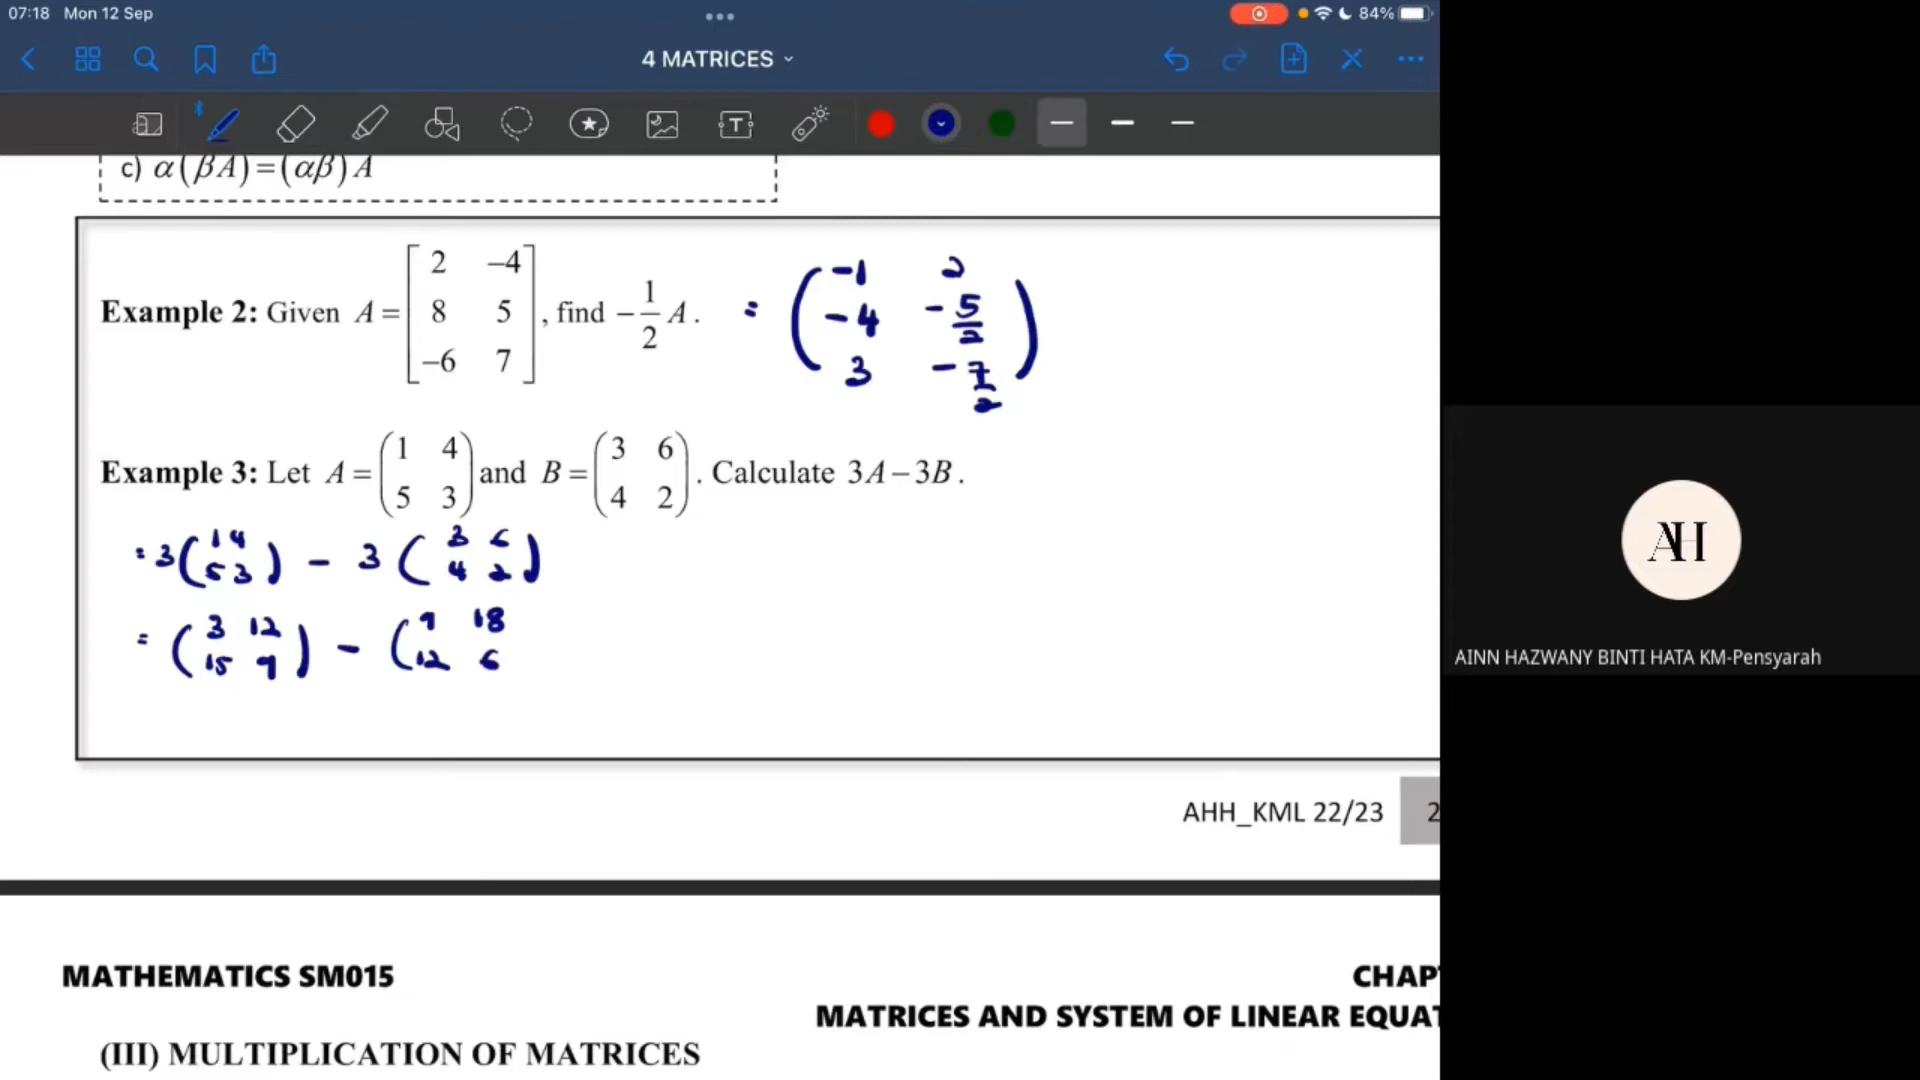 07:18 Mon 12 Sep
84%
4 MATRICES
c) α(βA)=(αβ)A
Example 2: Given A = [2 −4; 8 5; −6 7], find −1/2 A. = (-1 2; -4 -5/2; 3 -7/2)
Example 3: Let A = (1 4; 5 3) and B = (3 6; 4 2). Calculate 3A − 3B.
= 3(1 4; 5 3) − 3(3 6; 4 2)
= (3 12; 15 9) − (9 18; 12 6
AHH_KML 22/23 2
MATHEMATICS SM015
CHAP
MATRICES AND SYSTEM OF LINEAR EQUAT
(III) MULTIPLICATION OF MATRICES
AH
AINN HAZWANY BINTI HATA KM-Pensyarah